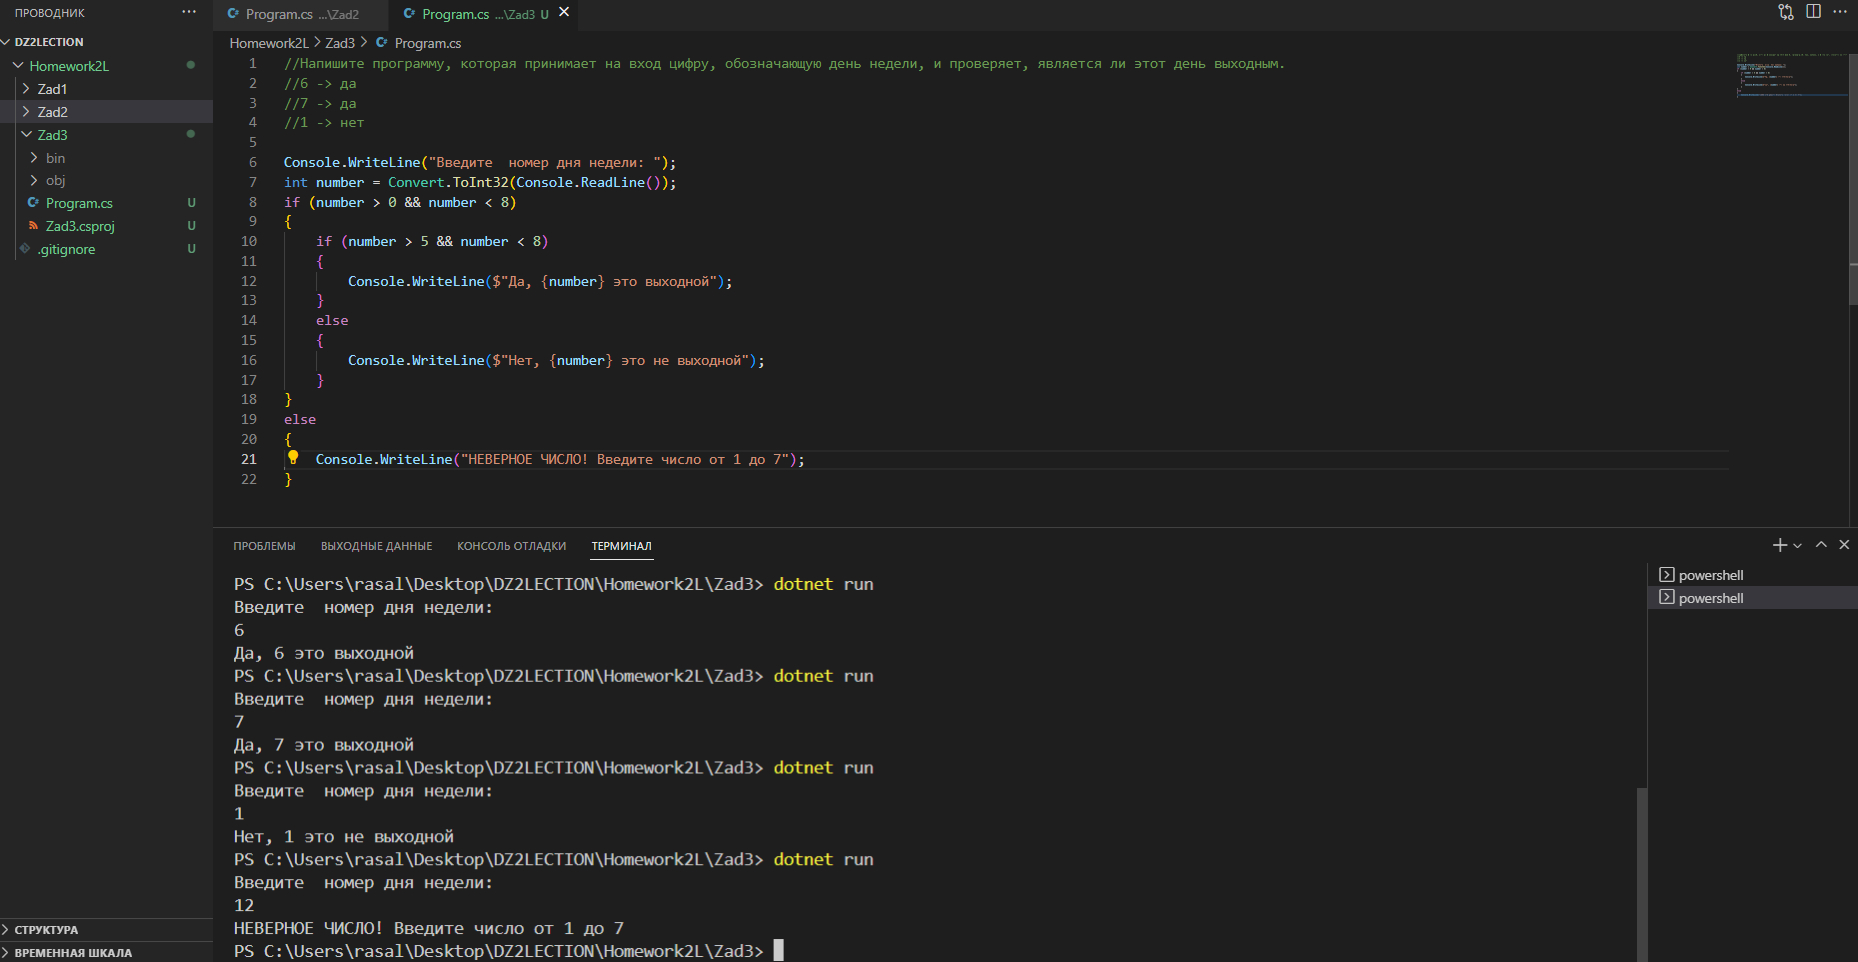 ПРОВОДНИК ···
DZ2LECTION
Homework2L
Zad1
Zad2
Zad3
bin
obj
Program.cs U
Zad3.csproj U
.gitignore U
СТРУКТУРА
ВРЕМЕННАЯ ШКАЛА
Program.cs ...\Zad2
Program.cs ...\Zad3 U
Homework2L > Zad3 > Program.cs
1 //Напишите программу, которая принимает на вход цифру, обозначающую день недели, и проверяет, является ли этот день выходным.
2 //6 -> да
3 //7 -> да
4 //1 -> нет
5
6 Console.WriteLine("Введите  номер дня недели: ");
7 int number = Convert.ToInt32(Console.ReadLine());
8 if (number > 0 && number < 8)
9 {
10     if (number > 5 && number < 8)
11     {
12         Console.WriteLine($"Да, {number} это выходной");
13     }
14     else
15     {
16         Console.WriteLine($"Нет, {number} это не выходной");
17     }
18 }
19 else
20 {
21     Console.WriteLine("НЕВЕРНОЕ ЧИСЛО! Введите число от 1 до 7");
22 }
ПРОБЛЕМЫ ВЫХОДНЫЕ ДАННЫЕ КОНСОЛЬ ОТЛАДКИ ТЕРМИНАЛ
PS C:\Users\rasal\Desktop\DZ2LECTION\Homework2L\Zad3> dotnet run
Введите  номер дня недели:
6
Да, 6 это выходной
PS C:\Users\rasal\Desktop\DZ2LECTION\Homework2L\Zad3> dotnet run
Введите  номер дня недели:
7
Да, 7 это выходной
PS C:\Users\rasal\Desktop\DZ2LECTION\Homework2L\Zad3> dotnet run
Введите  номер дня недели:
1
Нет, 1 это не выходной
PS C:\Users\rasal\Desktop\DZ2LECTION\Homework2L\Zad3> dotnet run
Введите  номер дня недели:
12
НЕВЕРНОЕ ЧИСЛО! Введите число от 1 до 7
PS C:\Users\rasal\Desktop\DZ2LECTION\Homework2L\Zad3>
powershell
powershell